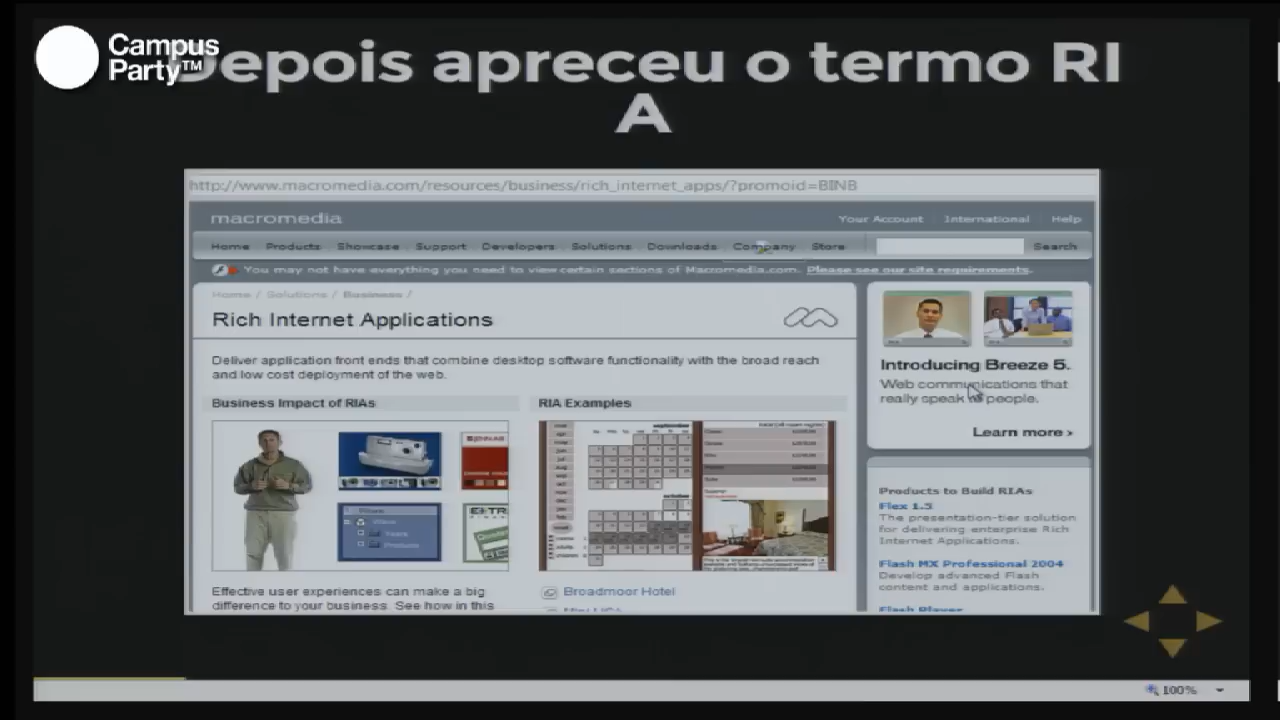 Campus
Party™
Depois apreceu o termo RI
A
http://www.macromedia.com/resources/business/rich_internet_apps/?promoid=BINB
macromedia
Your Account International Help
Home Products Showcase Support Developers Solutions Downloads Company Store Search
You may not have everything you need to view certain sections of Macromedia.com. Please see our site requirements.
Home / Solutions / Business /
Rich Internet Applications
Deliver application front ends that combine desktop software functionality with the broad reach
and low cost deployment of the web.
Business Impact of RIAs
RIA Examples
september
october
Effective user experiences can make a big
difference to your business. See how in this
Broadmoor Hotel
Introducing Breeze 5.
Web communications that
really speak to people.
Learn more ›
Products to Build RIAs
Flex 1.5
The presentation-tier solution
for delivering enterprise Rich
Internet Applications.
Flash MX Professional 2004
Develop advanced Flash
content and applications.
Flash Player
100%